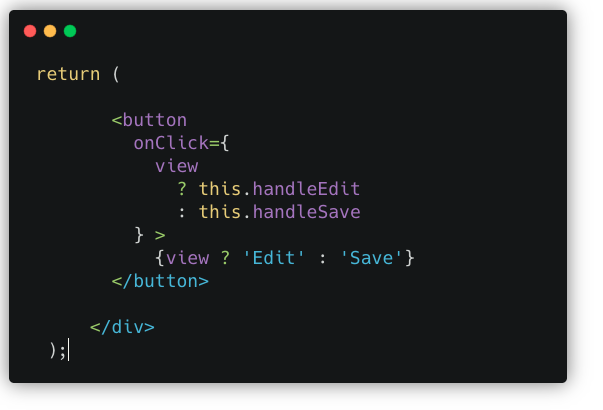 return (
<button
onClick={
view
? this.handleEdit
: this.handleSave
} >
{view ? 'Edit' : 'Save'}
</button>
</div>
);